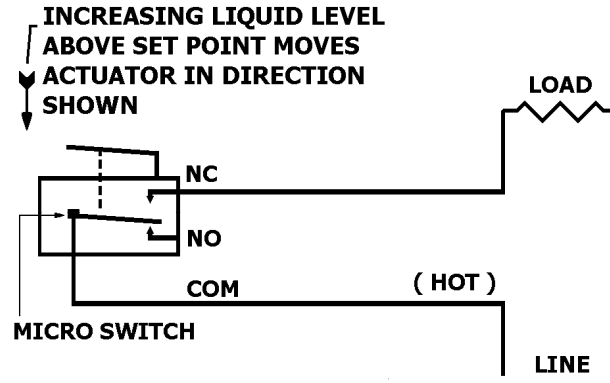 INCREASING LIQUID LEVEL
ABOVE SET POINT MOVES
ACTUATOR IN DIRECTION
SHOWN
LOAD
NC
NO
COM
( HOT )
MICRO SWITCH
LINE